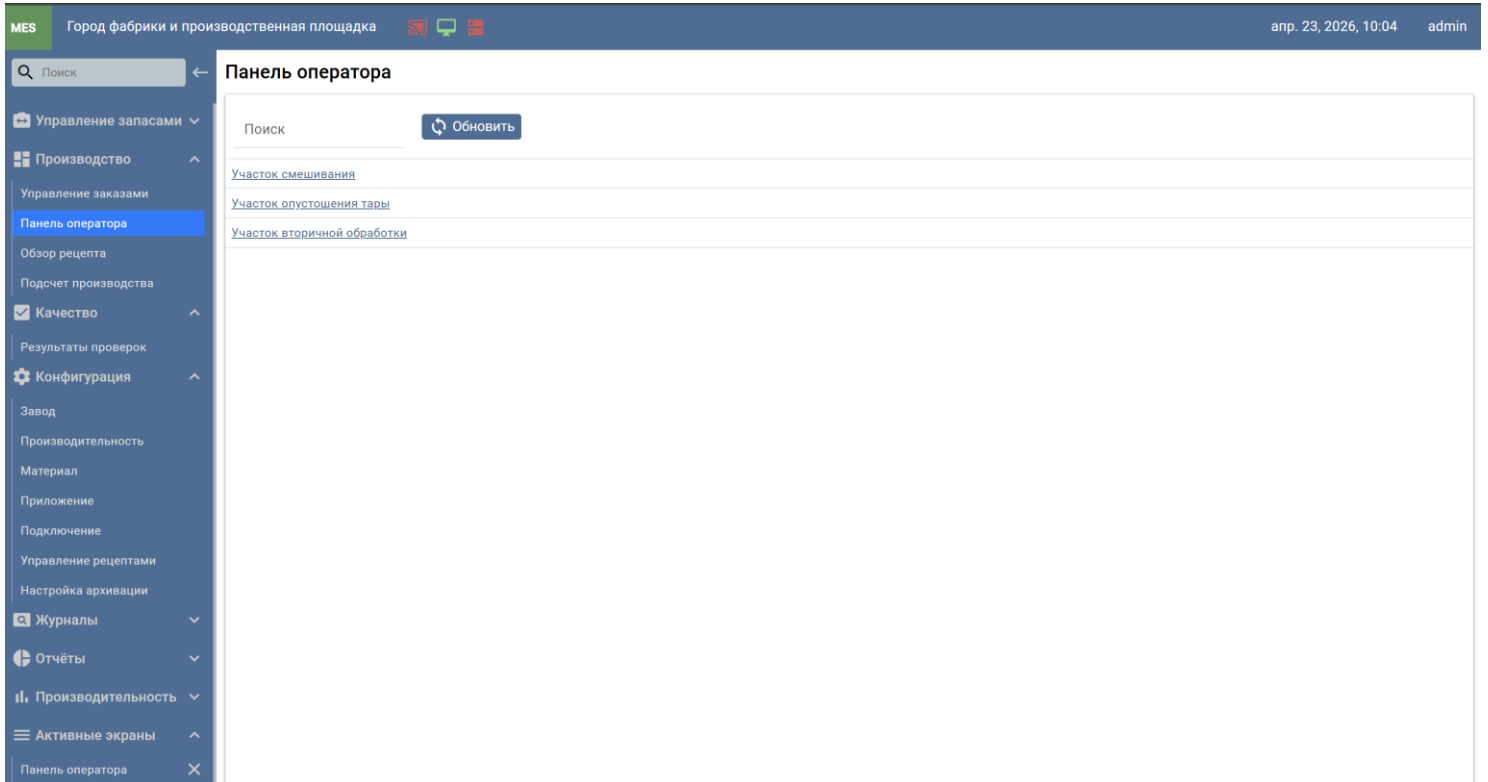 MES Город фабрики и производственная площадка апр. 23, 2026, 10:04 admin
Поиск
Управление запасами
Производство
Управление заказами
Панель оператора
Обзор рецепта
Подсчет производства
Качество
Результаты проверок
Конфигурация
Завод
Производительность
Материал
Приложение
Подключение
Управление рецептами
Настройка архивации
Журналы
Отчёты
Производительность
Активные экраны
Панель оператора
Панель оператора
Поиск Обновить
Участок смешивания
Участок опустошения тары
Участок вторичной обработки